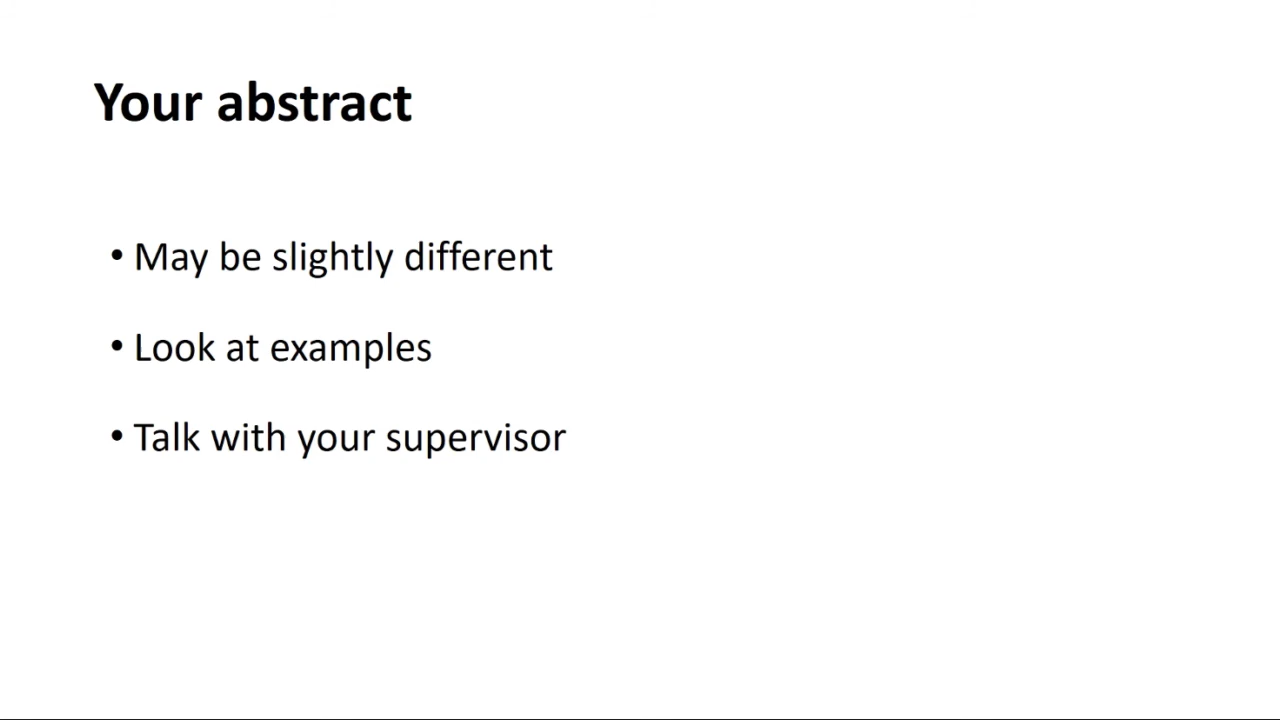 Your abstract
• May be slightly different
• Look at examples
• Talk with your supervisor